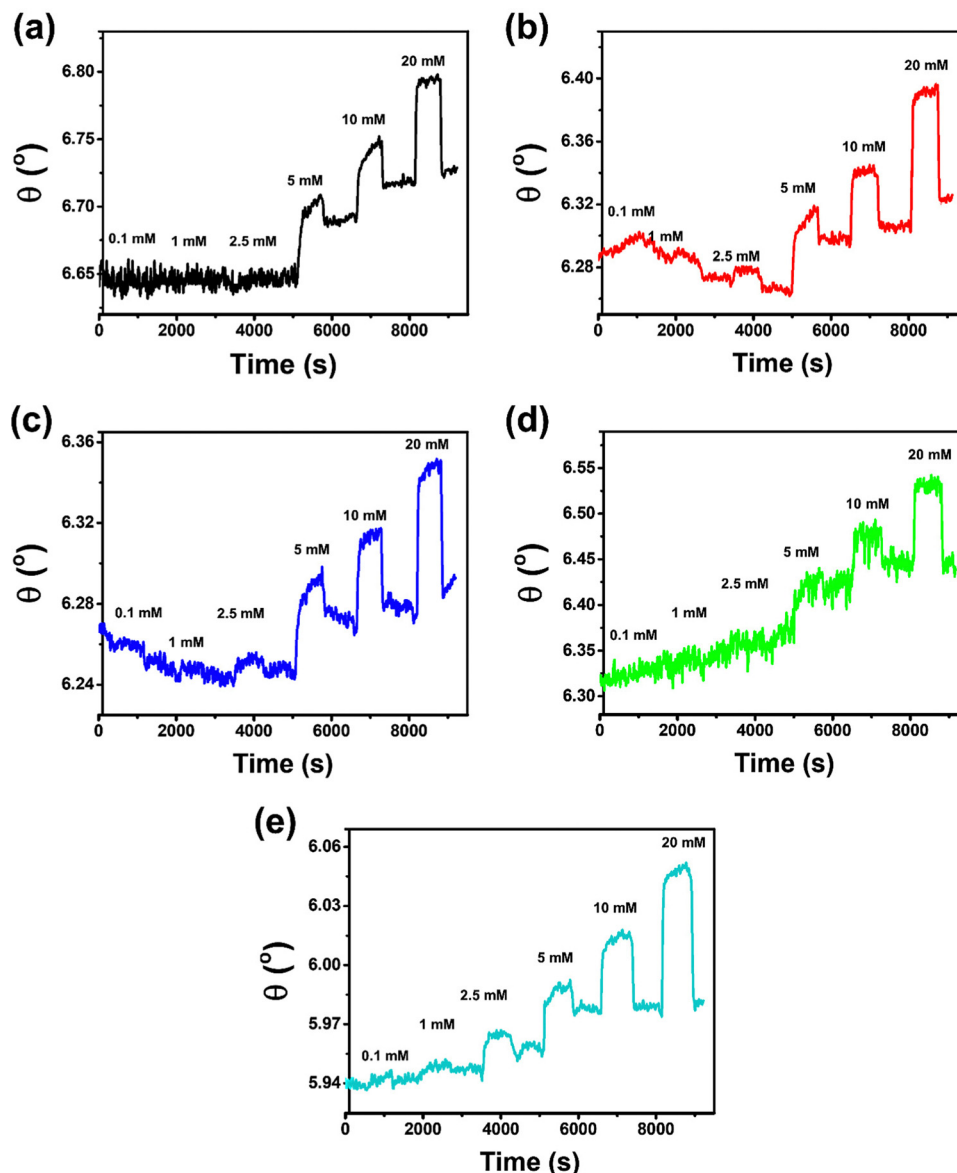 (a)
20 mM
10 mM
5 mM
0.1 mM 1 mM 2.5 mM
6.80
6.75
6.70
6.65
θ (º)
0 2000 4000 6000 8000
Time (s)
(b)
20 mM
10 mM
5 mM
0.1 mM
1 mM
2.5 mM
6.40
6.36
6.32
6.28
θ (º)
0 2000 4000 6000 8000
Time (s)
(c)
20 mM
10 mM
5 mM
0.1 mM 2.5 mM
1 mM
6.36
6.32
6.28
6.24
θ (º)
0 2000 4000 6000 8000
Time (s)
(d)
20 mM
10 mM
5 mM
2.5 mM
1 mM
0.1 mM
6.55
6.50
6.45
6.40
6.35
6.30
θ (º)
0 2000 4000 6000 8000
Time (s)
(e)
20 mM
10 mM
5 mM
2.5 mM
1 mM
0.1 mM
6.06
6.03
6.00
5.97
5.94
θ (º)
0 2000 4000 6000 8000
Time (s)